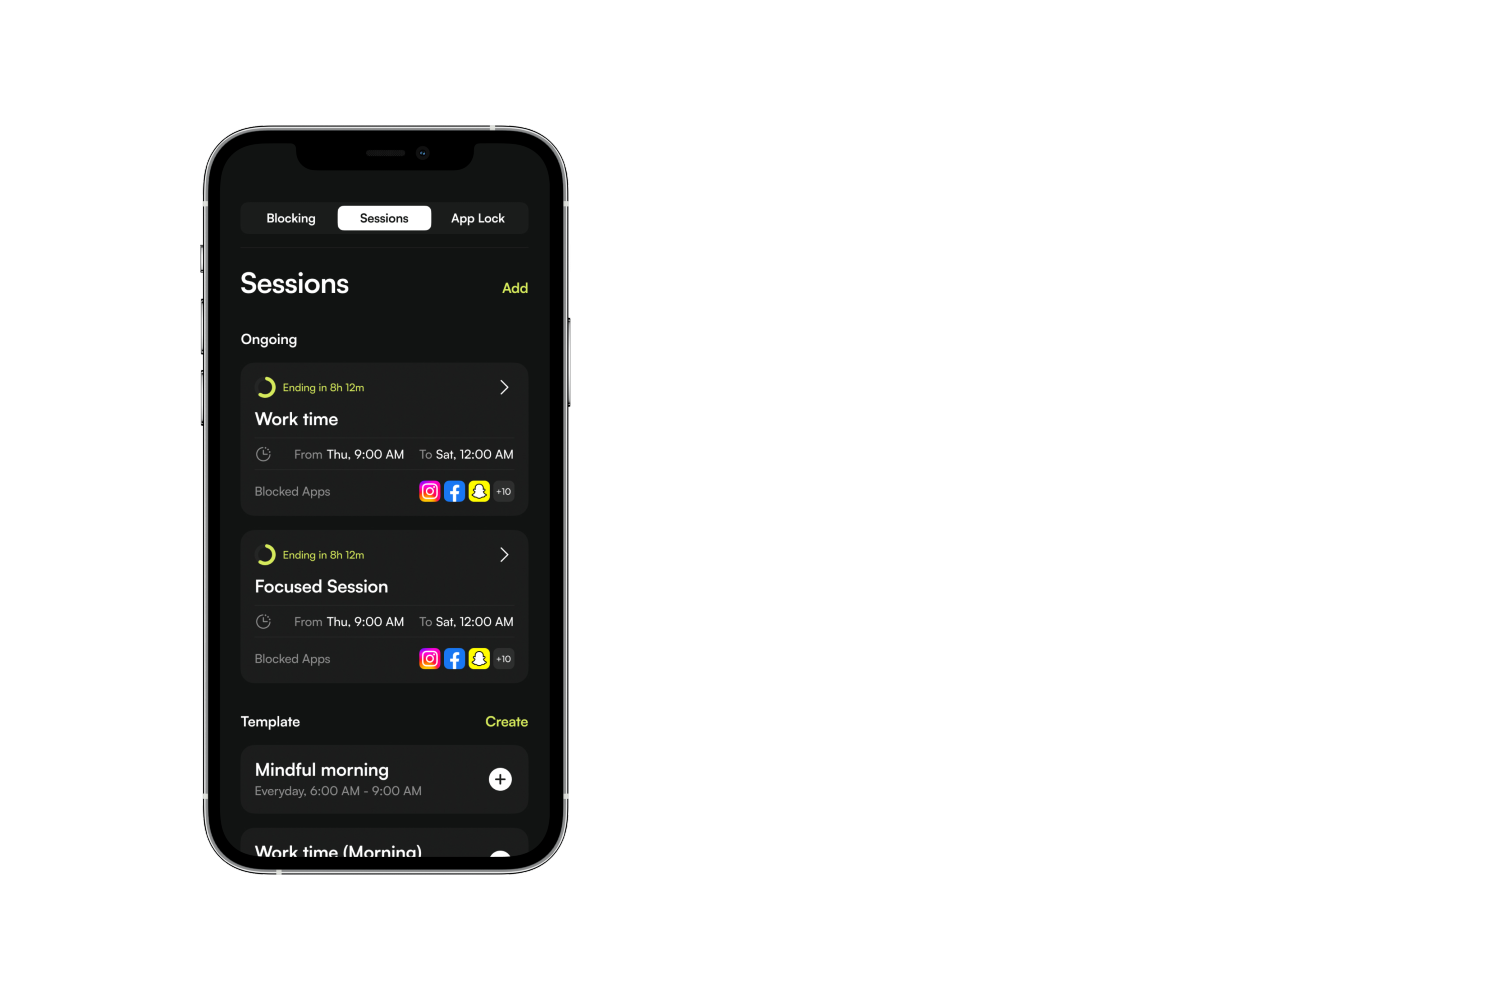 Blocking Sessions App Lock
Sessions
Add
Ongoing
Ending in 8h 12m
Work time
From Thu, 9:00 AM To Sat, 12:00 AM
Blocked Apps +10
Ending in 8h 12m
Focused Session
From Thu, 9:00 AM To Sat, 12:00 AM
Blocked Apps +10
Template Create
Mindful morning
Everyday, 6:00 AM - 9:00 AM
Work time (Morning)